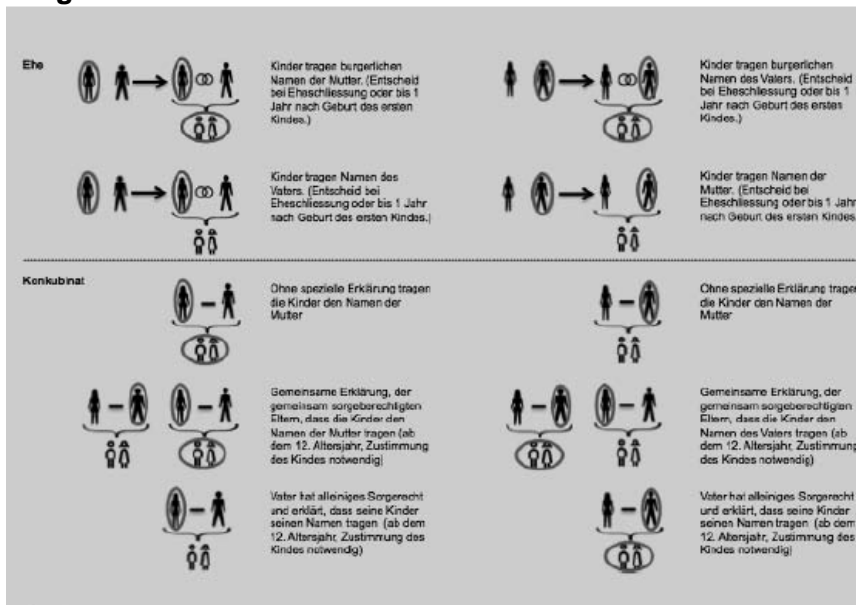 Ehe
Kinder tragen burgerlichen
Namen der Mutter. (Entscheid
bei Eheschliessung oder bis 1
Jahr nach Geburt des ersten
Kindes.)
Kinder tragen burgerlichen
Namen des Vaters. (Entscheid
bei Eheschliessung oder bis 1
Jahr nach Geburt des ersten
Kindes.)
Kinder tragen Namen des
Vaters. (Entscheid bei
Eheschliessung oder bis 1 Jahr
nach Geburt des ersten Kindes.)
Kinder tragen Namen der
Mutter. (Entscheid bei
Eheschliessung oder bis 1 Jahr
nach Geburt des ersten Kindes.
Konkubinat
Ohne spezielle Erklärung tragen
die Kinder den Namen der
Mutter
Ohne spezielle Erklärung tragen
die Kinder den Namen der
Mutter
Gemeinsame Erklärung, der
gemeinsam sorgeberechtigten
Eltern, dass die Kinder den
Namen der Mutter tragen (ab
dem 12. Altersjahr, Zustimmung
des Kindes notwendig)
Gemeinsame Erklärung, der
gemeinsam sorgeberechtigten
Eltern, dass die Kinder den
Namen des Vaters tragen (ab
dem 12. Altersjahr, Zustimmung
des Kindes notwendig)
Vater hat alleiniges Sorgerecht
und erklärt, dass seine Kinder
seinen Namen tragen (ab dem
12. Altersjahr, Zustimmung des
Kindes notwendig)
Vater hat alleiniges Sorgerecht
und erklärt, dass seine Kinder
seinen Namen tragen (ab dem
12. Altersjahr, Zustimmung des
Kindes notwendig)